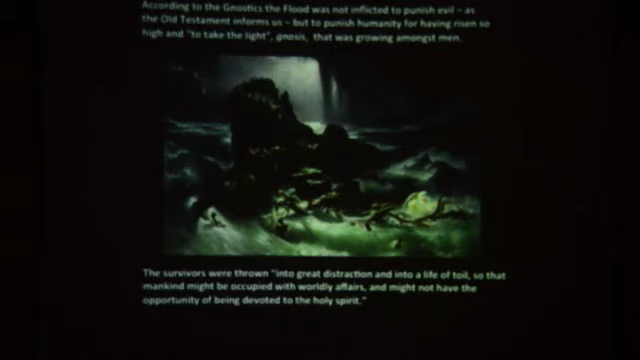 According to the Gnostics the Flood was not inflicted to punish evil – as
the Old Testament informs us – but to punish humanity for having risen so
high and "to take the light", gnosis, that was growing amongst men.
The survivors were thrown "into great distraction and into a life of toil, so that
mankind might be occupied with worldly affairs, and might not have the
opportunity of being devoted to the holy spirit."